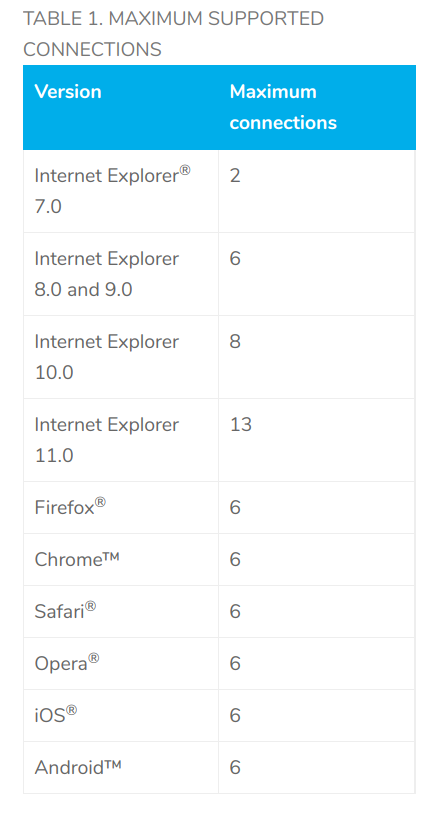 TABLE 1. MAXIMUM SUPPORTED
CONNECTIONS
Version
Maximum
connections
Internet Explorer®
7.0
2
Internet Explorer
8.0 and 9.0
6
Internet Explorer
10.0
8
Internet Explorer
11.0
13
Firefox®
6
Chrome™
6
Safari®
6
Opera®
6
iOS®
6
Android™
6